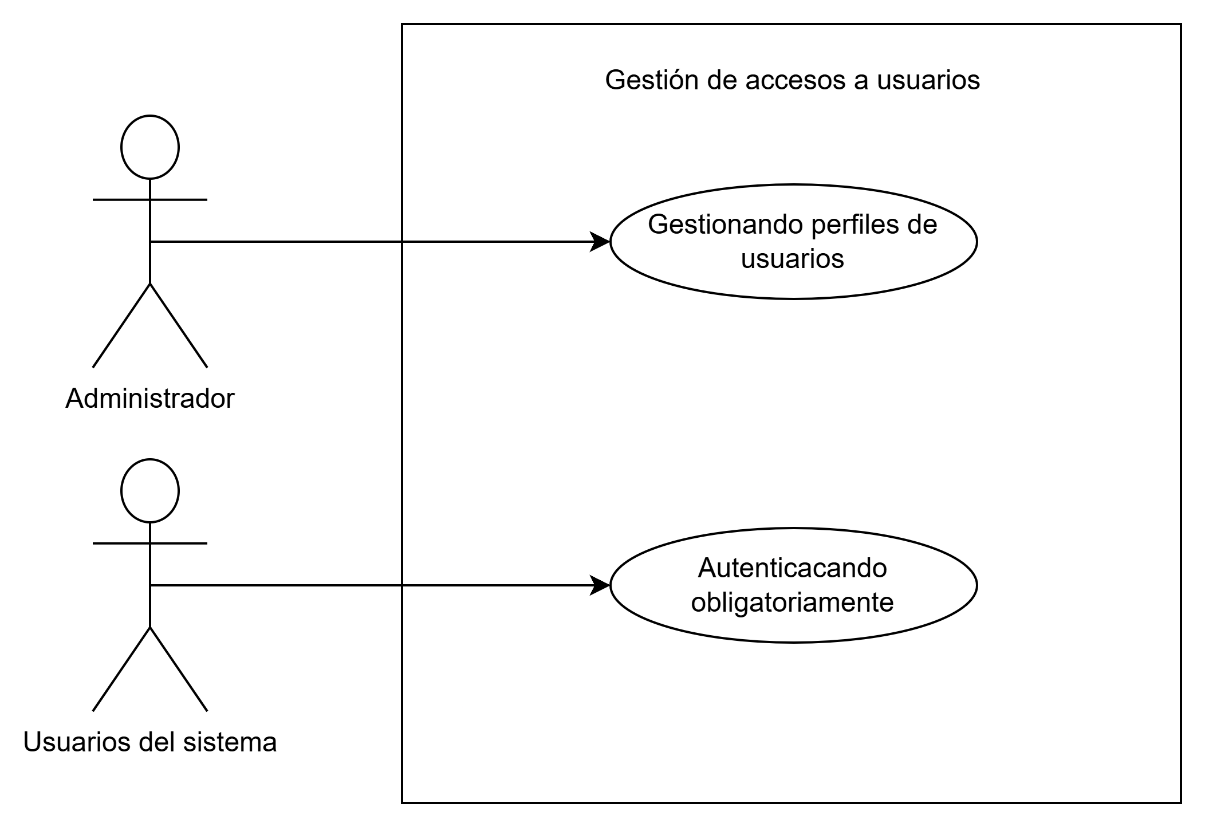 Gestión de accesos a usuarios
Gestionando perfiles de
usuarios
Administrador
Autenticacando
obligatoriamente
Usuarios del sistema